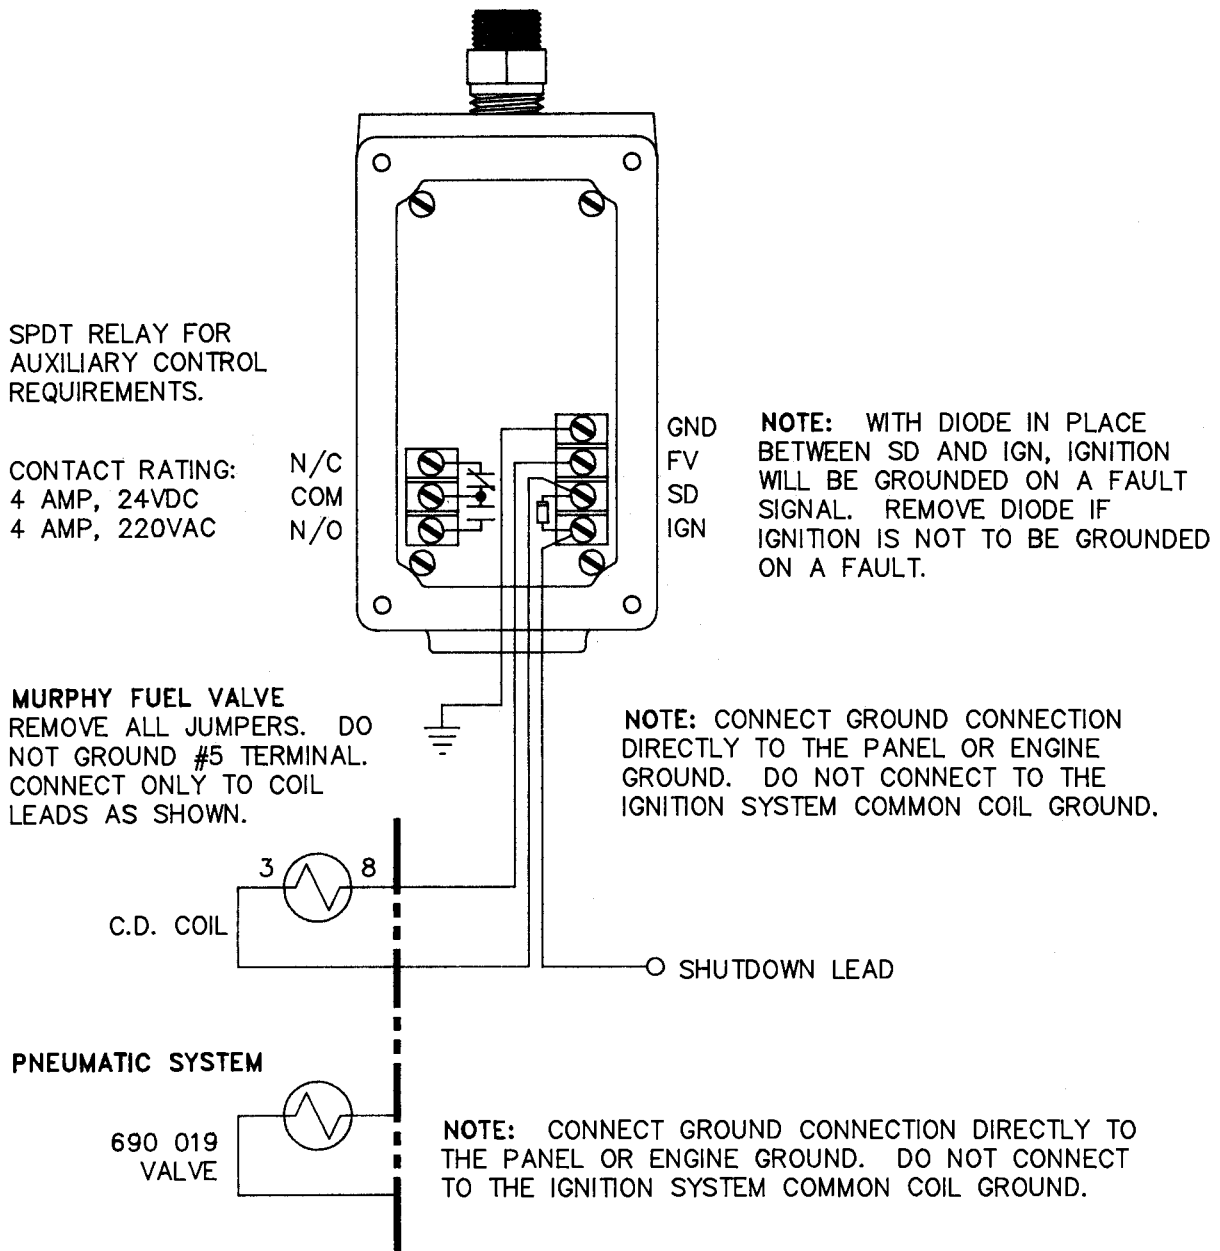 SPDT RELAY FOR
AUXILIARY CONTROL
REQUIREMENTS.
CONTACT RATING:
4 AMP, 24VDC
4 AMP, 220VAC
N/C
COM
N/O
GND
FV
SD
IGN
NOTE: WITH DIODE IN PLACE
BETWEEN SD AND IGN, IGNITION
WILL BE GROUNDED ON A FAULT
SIGNAL. REMOVE DIODE IF
IGNITION IS NOT TO BE GROUNDED
ON A FAULT.
MURPHY FUEL VALVE
REMOVE ALL JUMPERS. DO
NOT GROUND #5 TERMINAL.
CONNECT ONLY TO COIL
LEADS AS SHOWN.
NOTE: CONNECT GROUND CONNECTION
DIRECTLY TO THE PANEL OR ENGINE
GROUND. DO NOT CONNECT TO THE
IGNITION SYSTEM COMMON COIL GROUND.
3 8
C.D. COIL
SHUTDOWN LEAD
PNEUMATIC SYSTEM
690 019
VALVE
NOTE: CONNECT GROUND CONNECTION DIRECTLY TO
THE PANEL OR ENGINE GROUND. DO NOT CONNECT
TO THE IGNITION SYSTEM COMMON COIL GROUND.